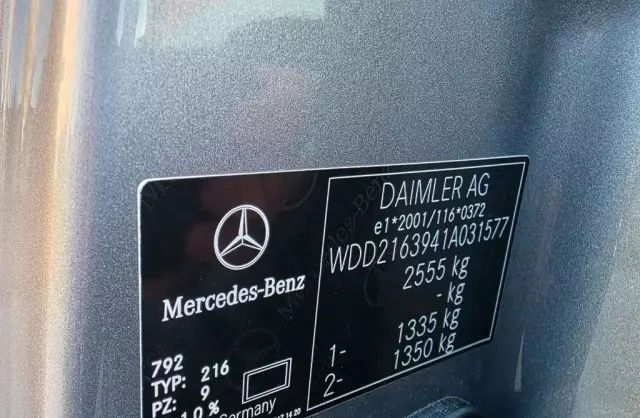 DAIMLER AG
e1*2001/116*0372
WDD2163941A031577
2555 kg
- kg
1- 1335 kg
2- 1350 kg
Mercedes-Benz
792
TYP: 216
PZ: 9
Germany